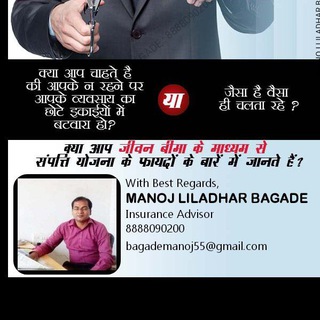 क्या आप चाहते है
की आपके न रहने पर
आपके व्यवसाय का
छोटे इकाईयों में
बटवारा हो?
या
जैसा है वैसा
ही चलता रहे ?
क्या आप जीवन बीमा के माध्यम से
संपत्ति योजना के फायदों के बारें में जानते हैं?
With Best Regards,
MANOJ LILADHAR BAGADE
Insurance Advisor
8888090200
bagademanoj55@gmail.com